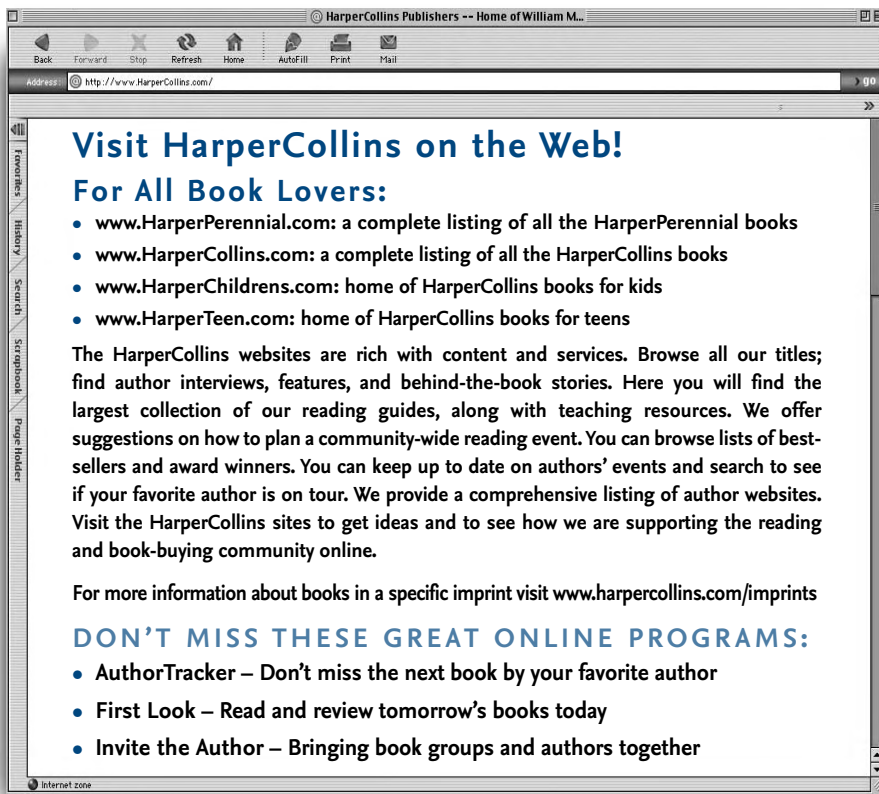 HarperCollins Publishers -- Home of William M...
Back Forward Stop Refresh Home AutoFill Print Mail
Address: http://www.HarperCollins.com/ go
»
Favorites
History
Search
Scrapbook
Page Holder
Visit HarperCollins on the Web!
For All Book Lovers:
• www.HarperPerennial.com: a complete listing of all the HarperPerennial books
• www.HarperCollins.com: a complete listing of all the HarperCollins books
• www.HarperChildrens.com: home of HarperCollins books for kids
• www.HarperTeen.com: home of HarperCollins books for teens
The HarperCollins websites are rich with content and services. Browse all our titles;
find author interviews, features, and behind-the-book stories. Here you will find the
largest collection of our reading guides, along with teaching resources. We offer
suggestions on how to plan a community-wide reading event. You can browse lists of best-
sellers and award winners. You can keep up to date on authors’ events and search to see
if your favorite author is on tour. We provide a comprehensive listing of author websites.
Visit the HarperCollins sites to get ideas and to see how we are supporting the reading
and book-buying community online.
For more information about books in a specific imprint visit www.harpercollins.com/imprints
DON’T MISS THESE GREAT ONLINE PROGRAMS:
• AuthorTracker – Don’t miss the next book by your favorite author
• First Look – Read and review tomorrow’s books today
• Invite the Author – Bringing book groups and authors together
Internet zone